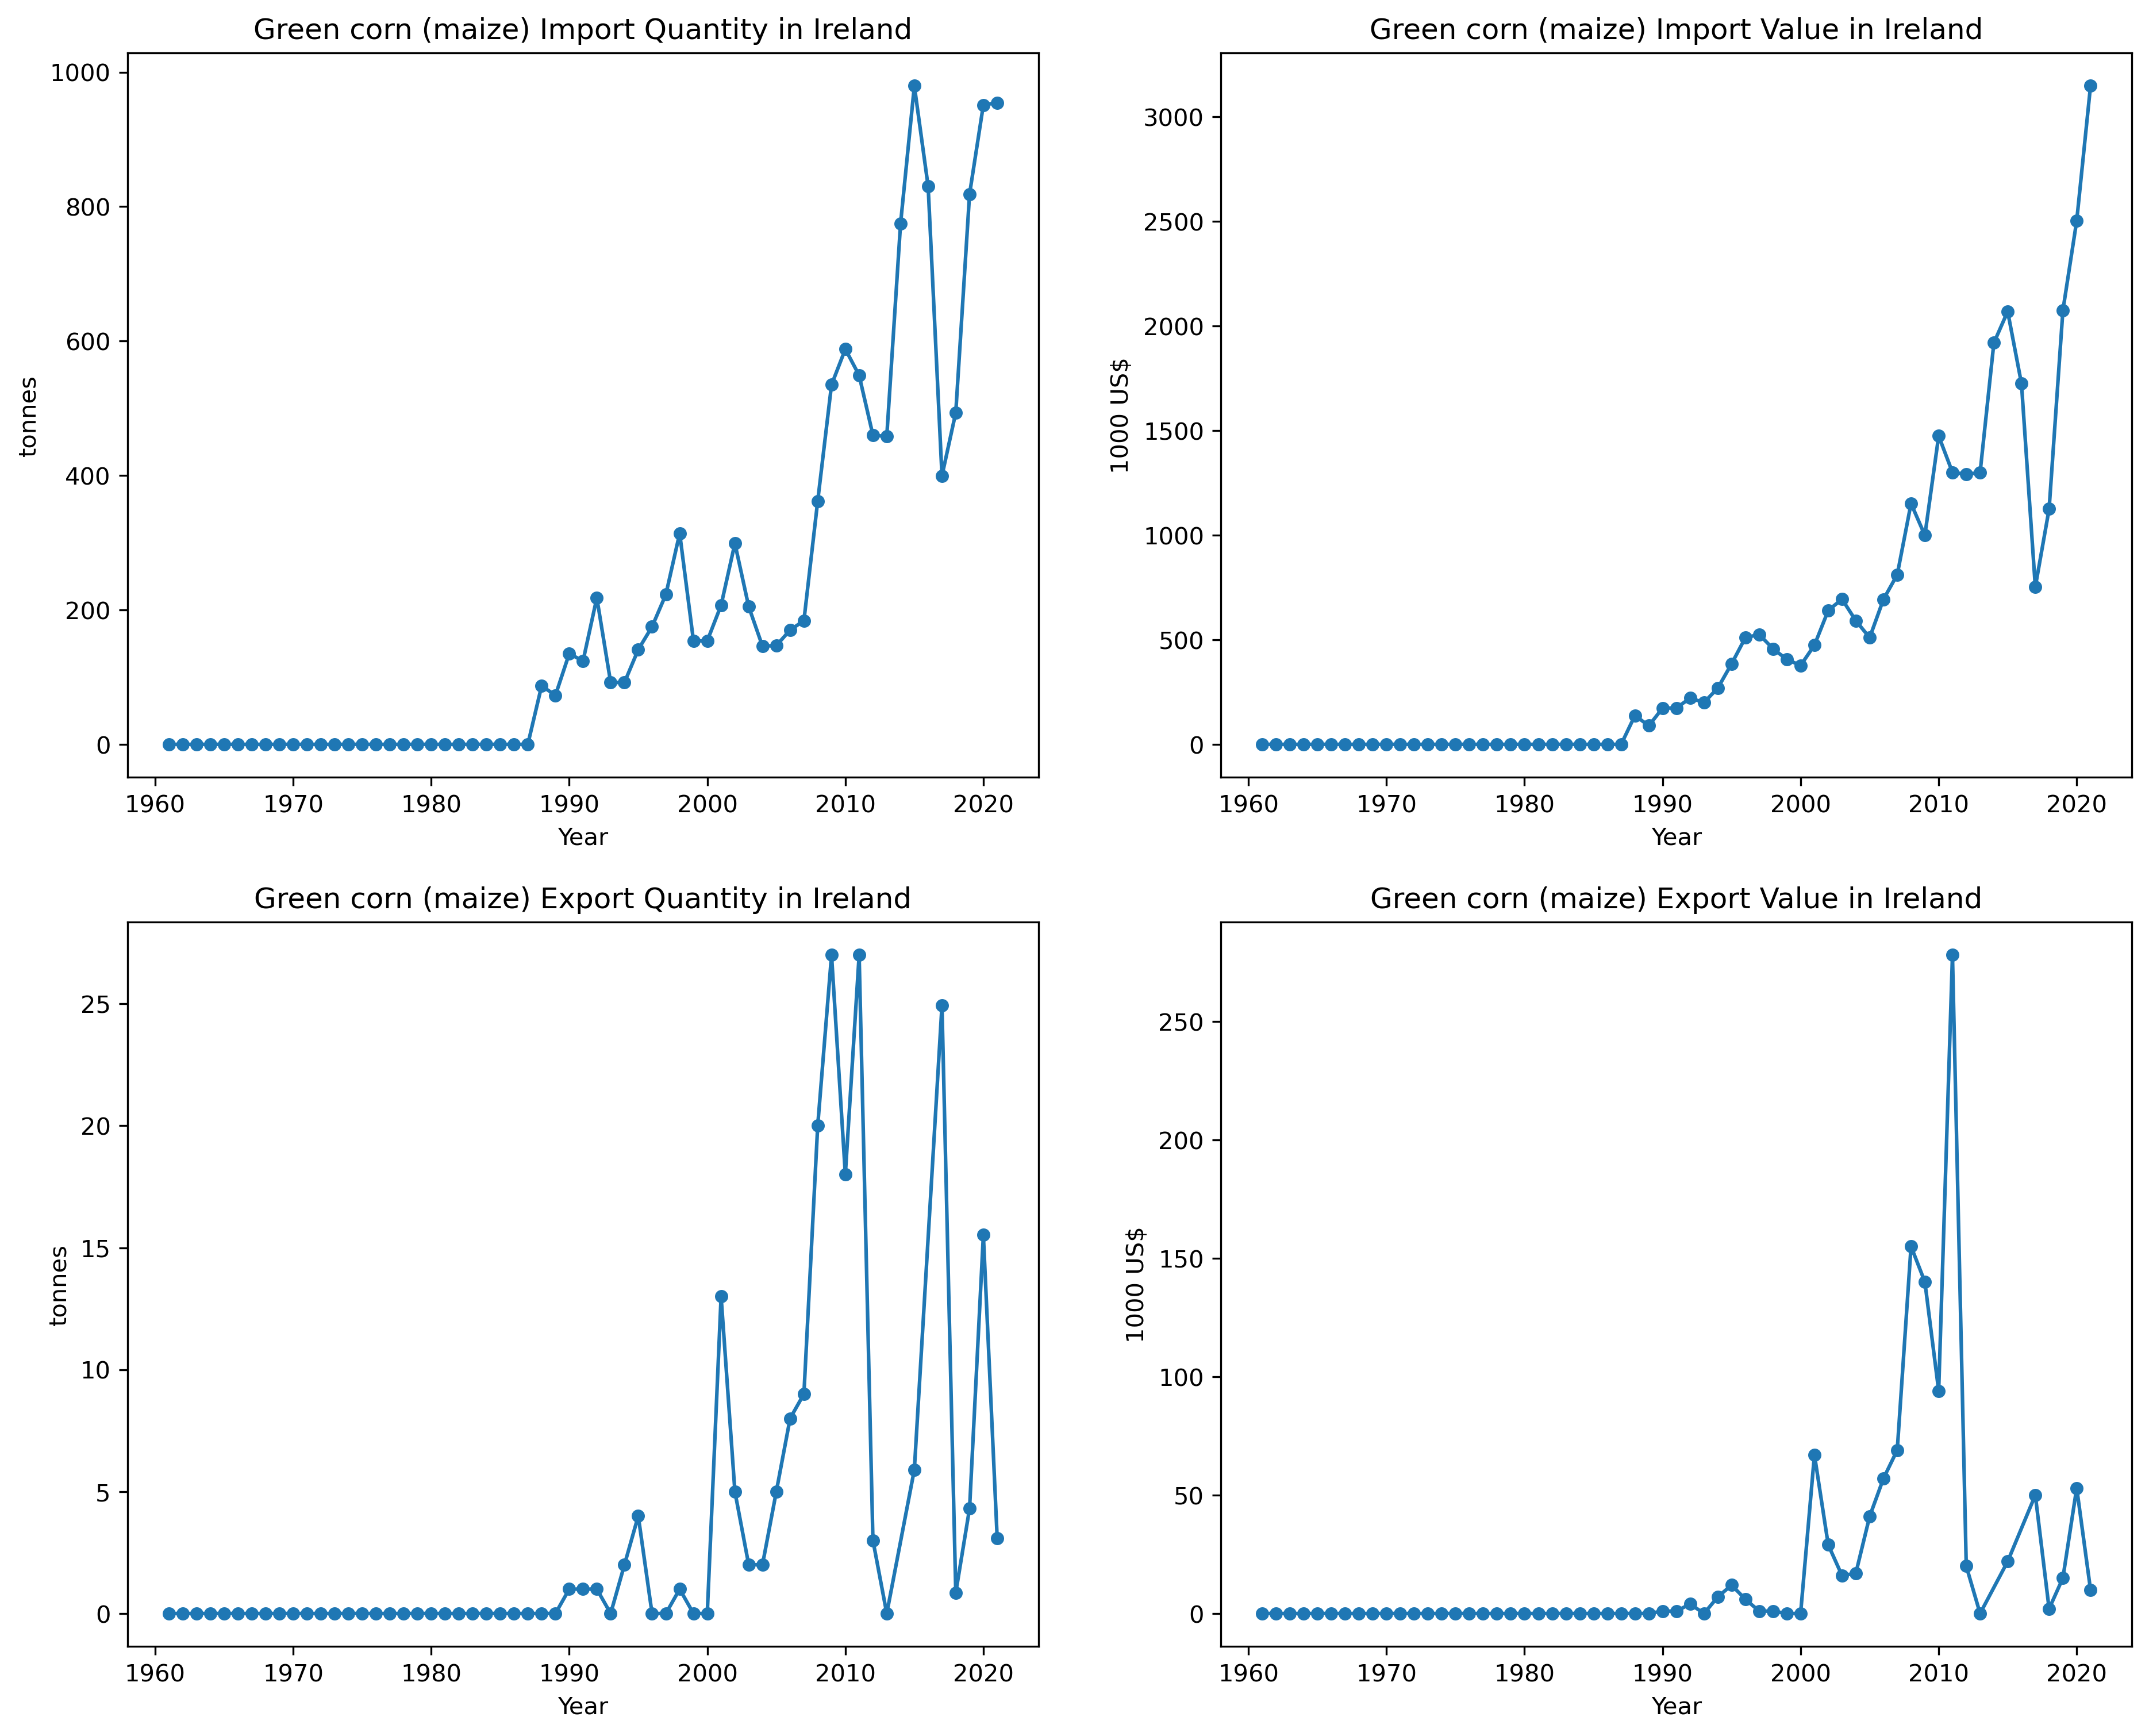 Green corn (maize) Import Quantity in Ireland
1000
800
600
400
200
0
tonnes
1960 1970 1980 1990 2000 2010 2020
Year
Green corn (maize) Import Value in Ireland
3000
2500
2000
1500
1000
500
0
1000 US$
1960 1970 1980 1990 2000 2010 2020
Year
Green corn (maize) Export Quantity in Ireland
25
20
15
10
5
0
tonnes
1960 1970 1980 1990 2000 2010 2020
Year
Green corn (maize) Export Value in Ireland
250
200
150
100
50
0
1000 US$
1960 1970 1980 1990 2000 2010 2020
Year